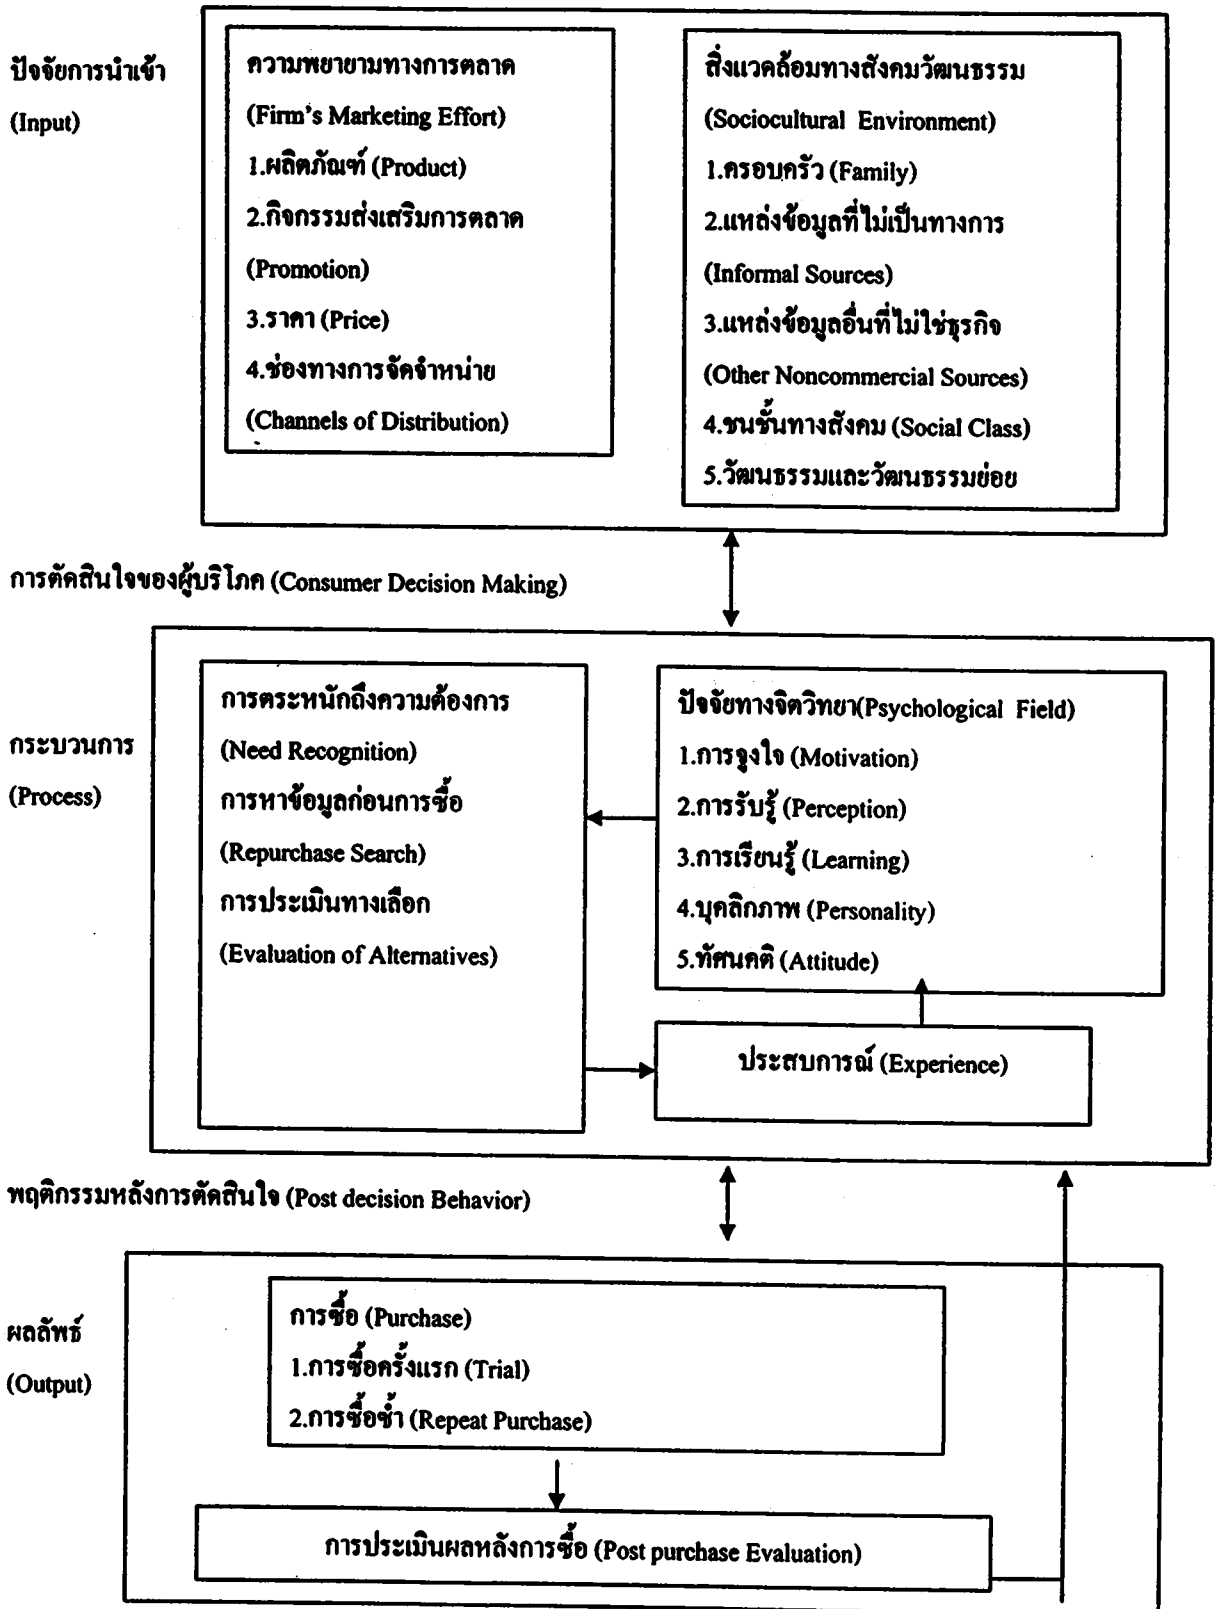 ปัจจัยการนำเข้า
(Input)
ความพยายามทางการตลาด
(Firm's Marketing Effort)
1.ผลิตภัณฑ์ (Product)
2.กิจกรรมส่งเสริมการตลาด
(Promotion)
3.ราคา (Price)
4.ช่องทางการจัดจำหน่าย
(Channels of Distribution)
สิ่งแวดล้อมทางสังคมวัฒนธรรม
(Sociocultural Environment)
1.ครอบครัว (Family)
2.แหล่งข้อมูลที่ไม่เป็นทางการ
(Informal Sources)
3.แหล่งข้อมูลอื่นที่ไม่ใช่ธุรกิจ
(Other Noncommercial Sources)
4.ชนชั้นทางสังคม (Social Class)
5.วัฒนธรรมและวัฒนธรรมย่อย
การตัดสินใจของผู้บริโภค (Consumer Decision Making)
กระบวนการ
(Process)
การตระหนักถึงความต้องการ
(Need Recognition)
การหาข้อมูลก่อนการซื้อ
(Repurchase Search)
การประเมินทางเลือก
(Evaluation of Alternatives)
ปัจจัยทางจิตวิทยา(Psychological Field)
1.การจูงใจ (Motivation)
2.การรับรู้ (Perception)
3.การเรียนรู้ (Learning)
4.บุคลิกภาพ (Personality)
5.ทัศนคติ (Attitude)
ประสบการณ์ (Experience)
พฤติกรรมหลังการตัดสินใจ (Post decision Behavior)
ผลลัพธ์
(Output)
การซื้อ (Purchase)
1.การซื้อครั้งแรก (Trial)
2.การซื้อซ้ำ (Repeat Purchase)
การประเมินผลหลังการซื้อ (Post purchase Evaluation)